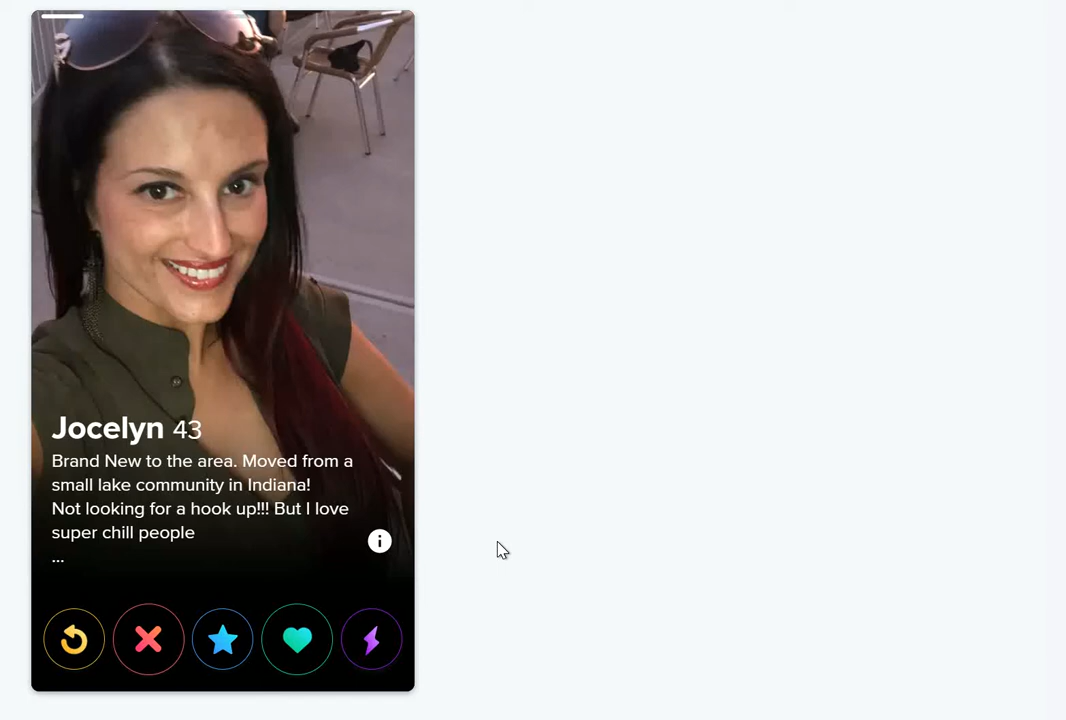 Jocelyn 43
Brand New to the area. Moved from a
small lake community in Indiana!
Not looking for a hook up!!! But I love
super chill people
...